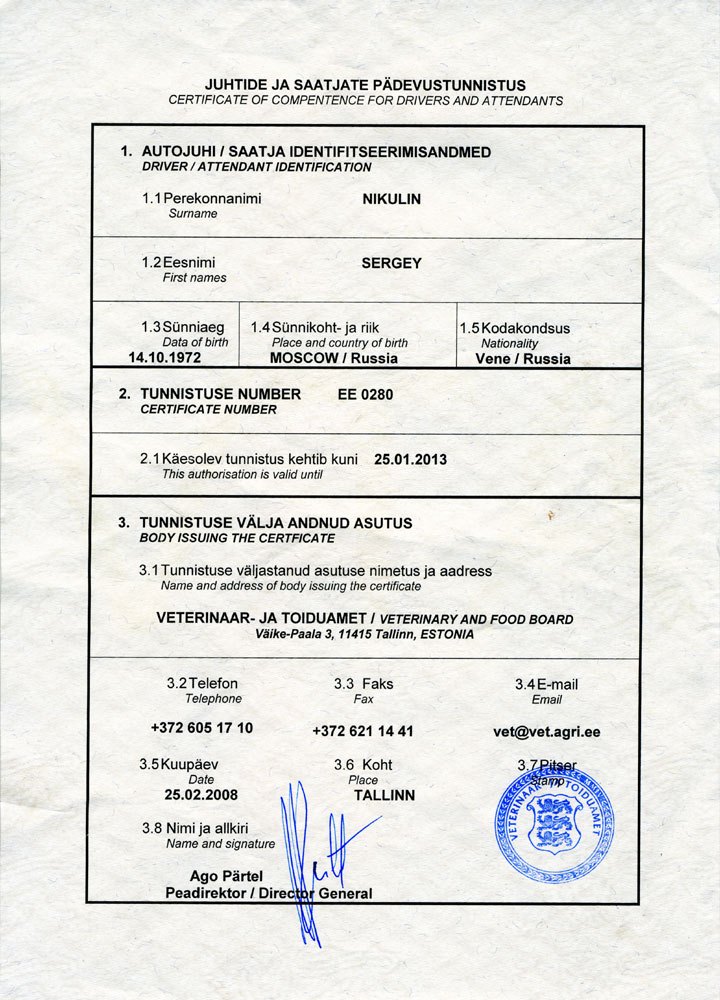 JUHTIDE JA SAATJATE PÄDEVUSTUNNISTUS
CERTIFICATE OF COMPENTENCE FOR DRIVERS AND ATTENDANTS
1. AUTOJUHI / SAATJA IDENTIFITSEERIMISANDMED
DRIVER / ATTENDANT IDENTIFICATION
1.1 Perekonnanimi NIKULIN
Surname
1.2 Eesnimi SERGEY
First names
1.3 Sünniaeg
Data of birth
14.10.1972
1.4 Sünnikoht- ja riik
Place and country of birth
MOSCOW / Russia
1.5 Kodakondsus
Nationality
Vene / Russia
2. TUNNISTUSE NUMBER EE 0280
CERTIFICATE NUMBER
2.1 Käesolev tunnistus kehtib kuni 25.01.2013
This authorisation is valid until
3. TUNNISTUSE VÄLJA ANDNUD ASUTUS
BODY ISSUING THE CERTFICATE
3.1 Tunnistuse väljastanud asutuse nimetus ja aadress
Name and address of body issuing the certificate
VETERINAAR- JA TOIDUAMET / VETERINARY AND FOOD BOARD
Väike-Paala 3, 11415 Tallinn, ESTONIA
3.2 Telefon
Telephone
+372 605 17 10
3.3 Faks
Fax
+372 621 14 41
3.4 E-mail
Email
vet@vet.agri.ee
3.5 Kuupäev
Date
25.02.2008
3.6 Koht
Place
TALLINN
3.7 Pitser
Stamp
VETERINAAR- JA TOIDUAMET
3.8 Nimi ja allkiri
Name and signature
Ago Pärtel
Peadirektor / Director General